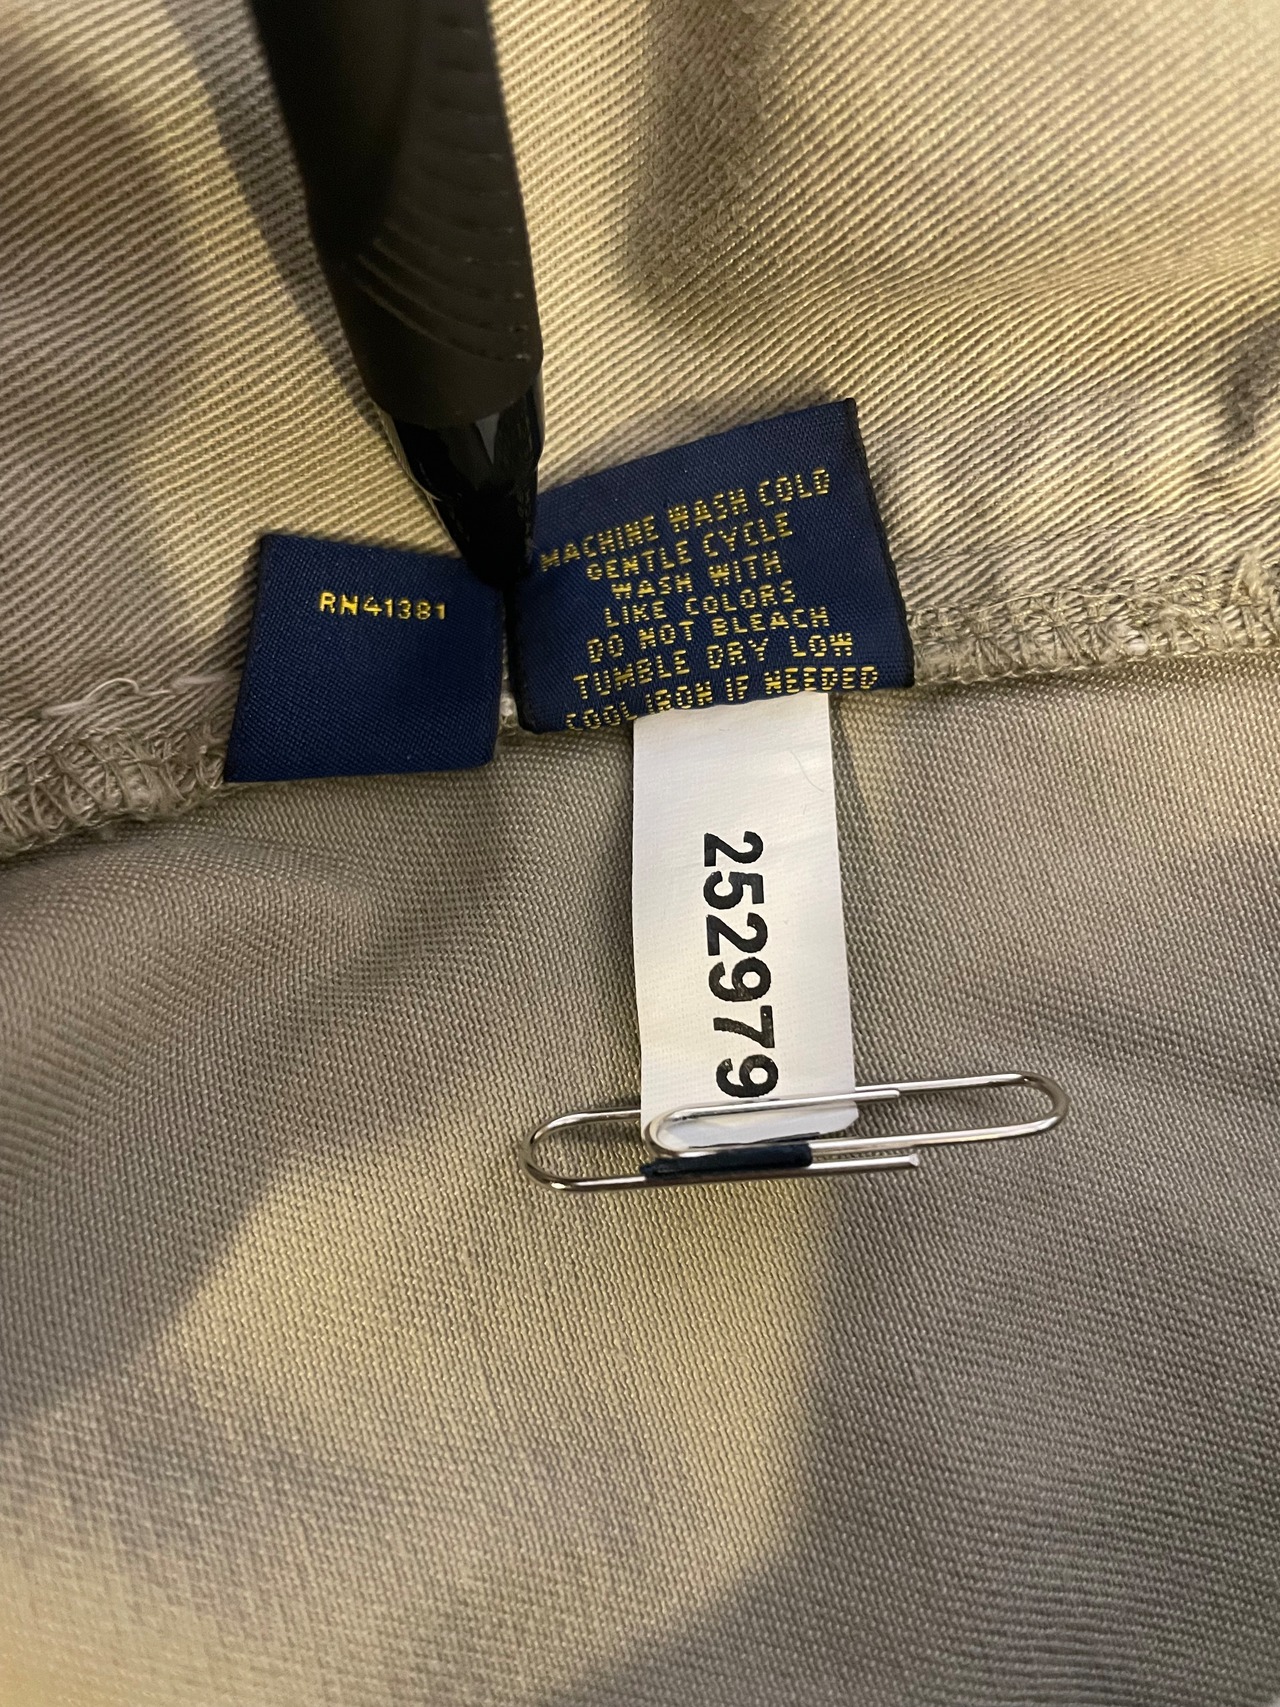 RN41381
MACHINE WASH COLD
GENTLE CYCLE
WASH WITH
LIKE COLORS
DO NOT BLEACH
TUMBLE DRY LOW
COOL IRON IF NEEDED
252979